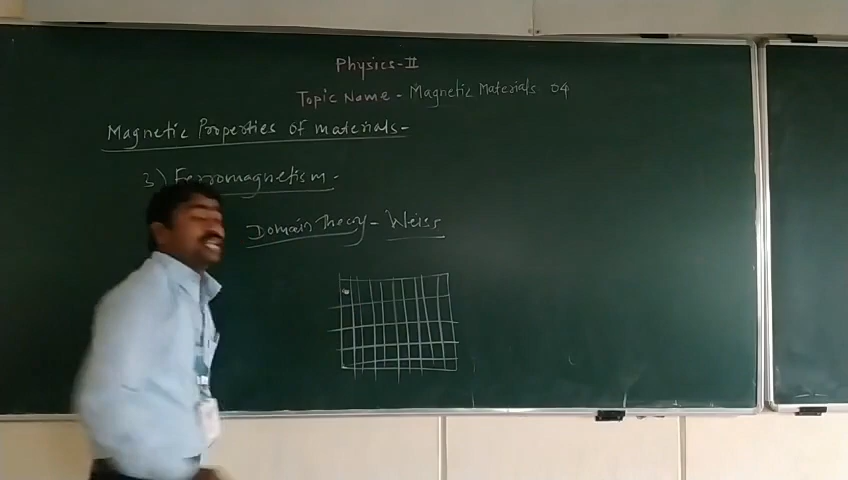 Physics-II
Topic Name - Magnetic Materials 04
Magnetic Properties of materials -
3) Ferromagnetism.
Domain Theory - Weiss